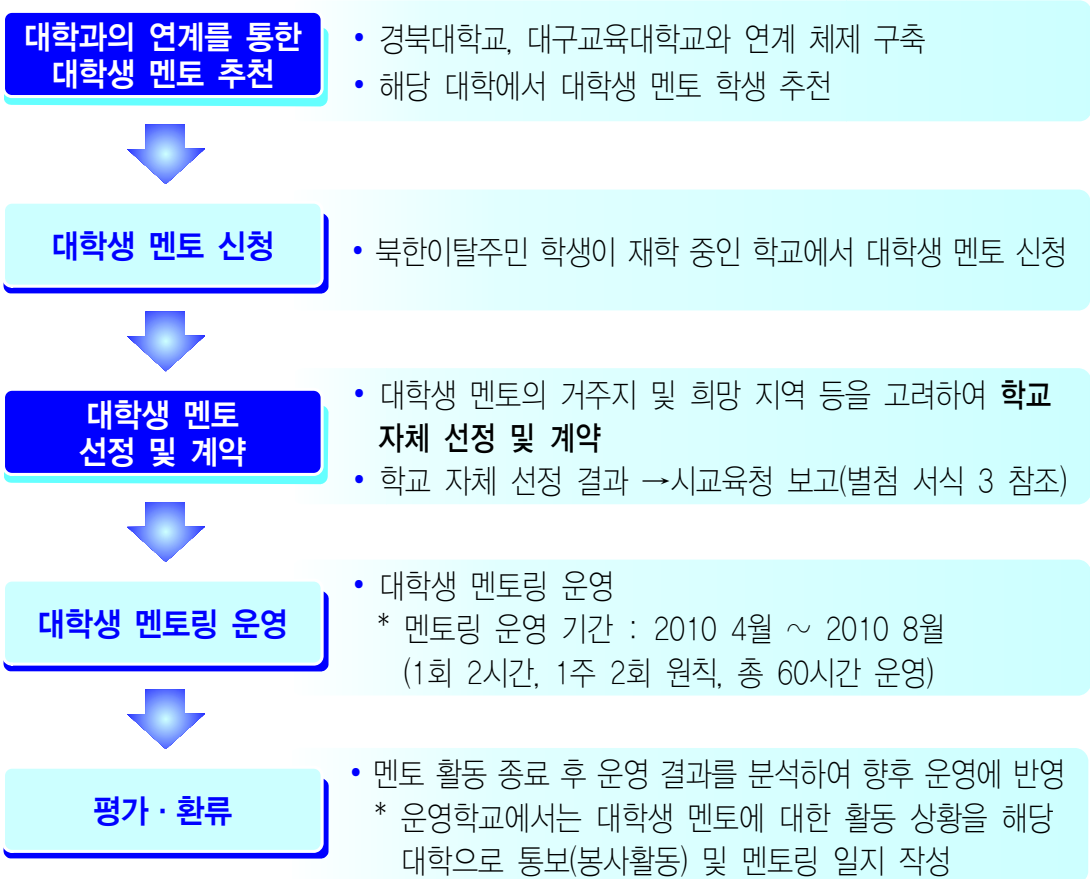 대학과의 연계를 통한
대학생 멘토 추천
• 경북대학교, 대구교육대학교와 연계 체제 구축
• 해당 대학에서 대학생 멘토 학생 추천
대학생 멘토 신청
• 북한이탈주민 학생이 재학 중인 학교에서 대학생 멘토 신청
대학생 멘토
선정 및 계약
• 대학생 멘토의 거주지 및 희망 지역 등을 고려하여 학교
자체 선정 및 계약
• 학교 자체 선정 결과 →시교육청 보고(별첨 서식 3 참조)
대학생 멘토링 운영
• 대학생 멘토링 운영
* 멘토링 운영 기간 : 2010 4월 ~ 2010 8월
(1회 2시간, 1주 2회 원칙, 총 60시간 운영)
평가 · 환류
• 멘토 활동 종료 후 운영 결과를 분석하여 향후 운영에 반영
* 운영학교에서는 대학생 멘토에 대한 활동 상황을 해당
대학으로 통보(봉사활동) 및 멘토링 일지 작성